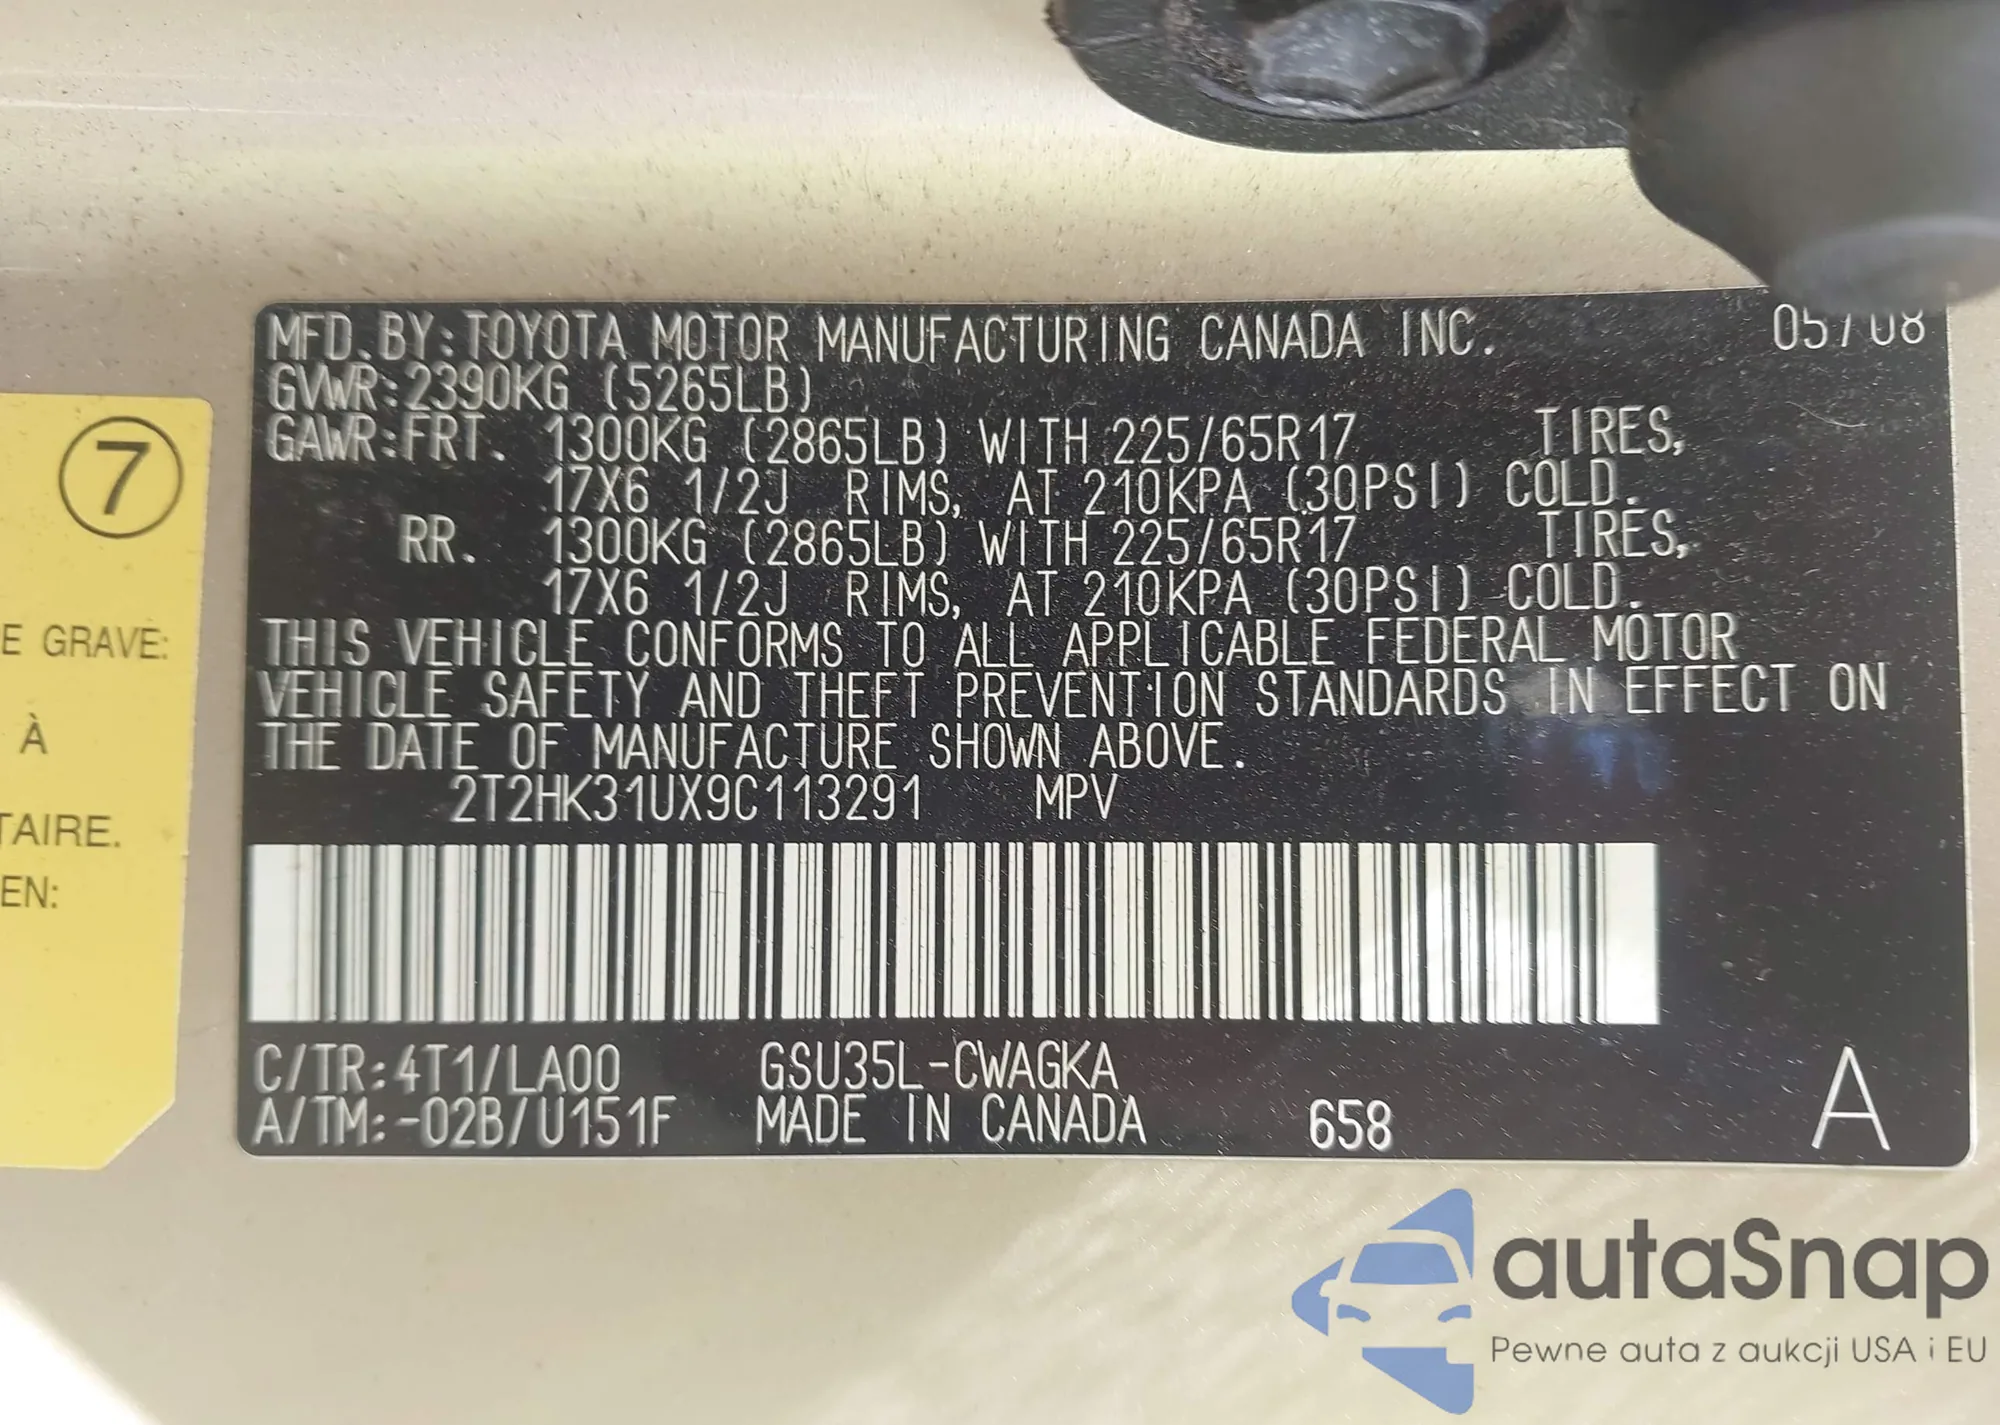 MFD. BY: TOYOTA MOTOR MANUFACTURING CANADA INC. 05/08
GVWR: 2390KG (5265LB)
GAWR: FRT. 1300KG (2865LB) WITH 225/65R17 TIRES,
17X6 1/2J RIMS, AT 210KPA (30PSI) COLD.
RR. 1300KG (2865LB) WITH 225/65R17 TIRES,
17X6 1/2J RIMS, AT 210KPA (30PSI) COLD.
THIS VEHICLE CONFORMS TO ALL APPLICABLE FEDERAL MOTOR
VEHICLE SAFETY AND THEFT PREVENTION STANDARDS IN EFFECT ON
THE DATE OF MANUFACTURE SHOWN ABOVE.
2T2HK31UX9C113291 MPV
C/TR: 4T1/LA00 GSU35L-CWAGKA
A/TM: -02B/U151F MADE IN CANADA 658 A
7
E GRAVE:
À
TAIRE.
EN:
autaSnap
Pewne auta z aukcji USA i EU